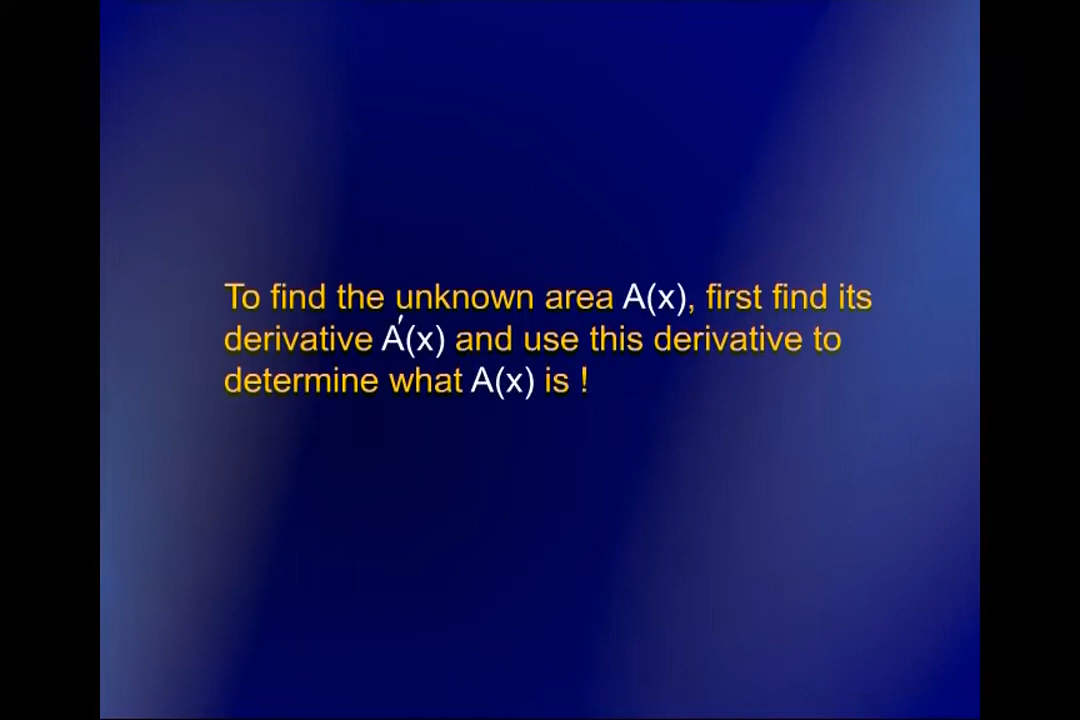 To find the unknown area A(x), first find its
derivative A′(x) and use this derivative to
determine what A(x) is !